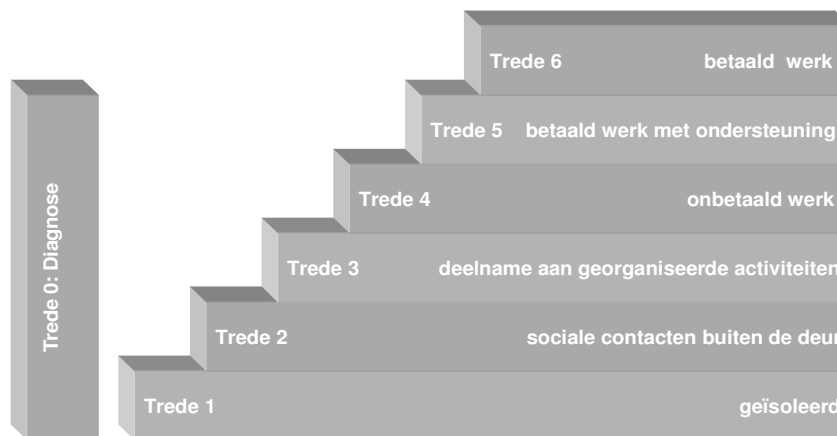 Trede 6 betaald werk
Trede 5 betaald werk met ondersteuning
Trede 4 onbetaald werk
Trede 3 deelname aan georganiseerde activiteiten
Trede 2 sociale contacten buiten de deur
Trede 1 geïsoleerd
Trede 0: Diagnose